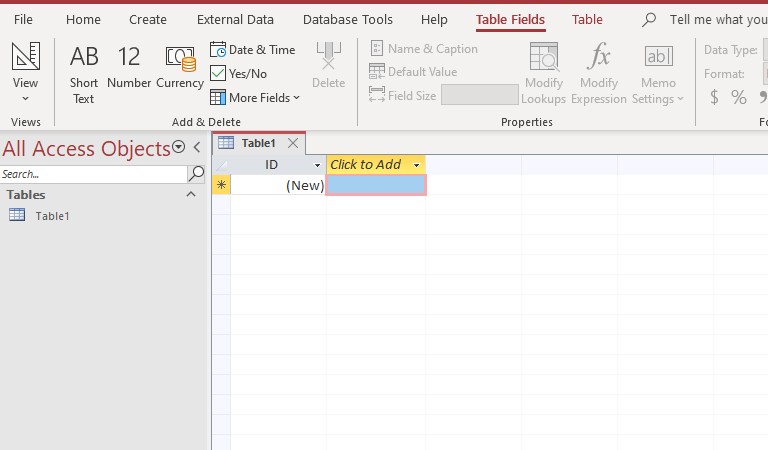 File Home Create External Data Database Tools Help Table Fields Table Tell me what you
View
AB
Short
Text
12
Number
Currency
Date & Time
Yes/No
More Fields
Delete
Name & Caption
Default Value
Field Size
Modify
Lookups
fx
Modify
Expression
ab|
Memo
Settings
Data Type:
Format:
$ % ,
Views Add & Delete Properties
All Access Objects
Search...
Tables
Table1
Table1
ID Click to Add
(New)